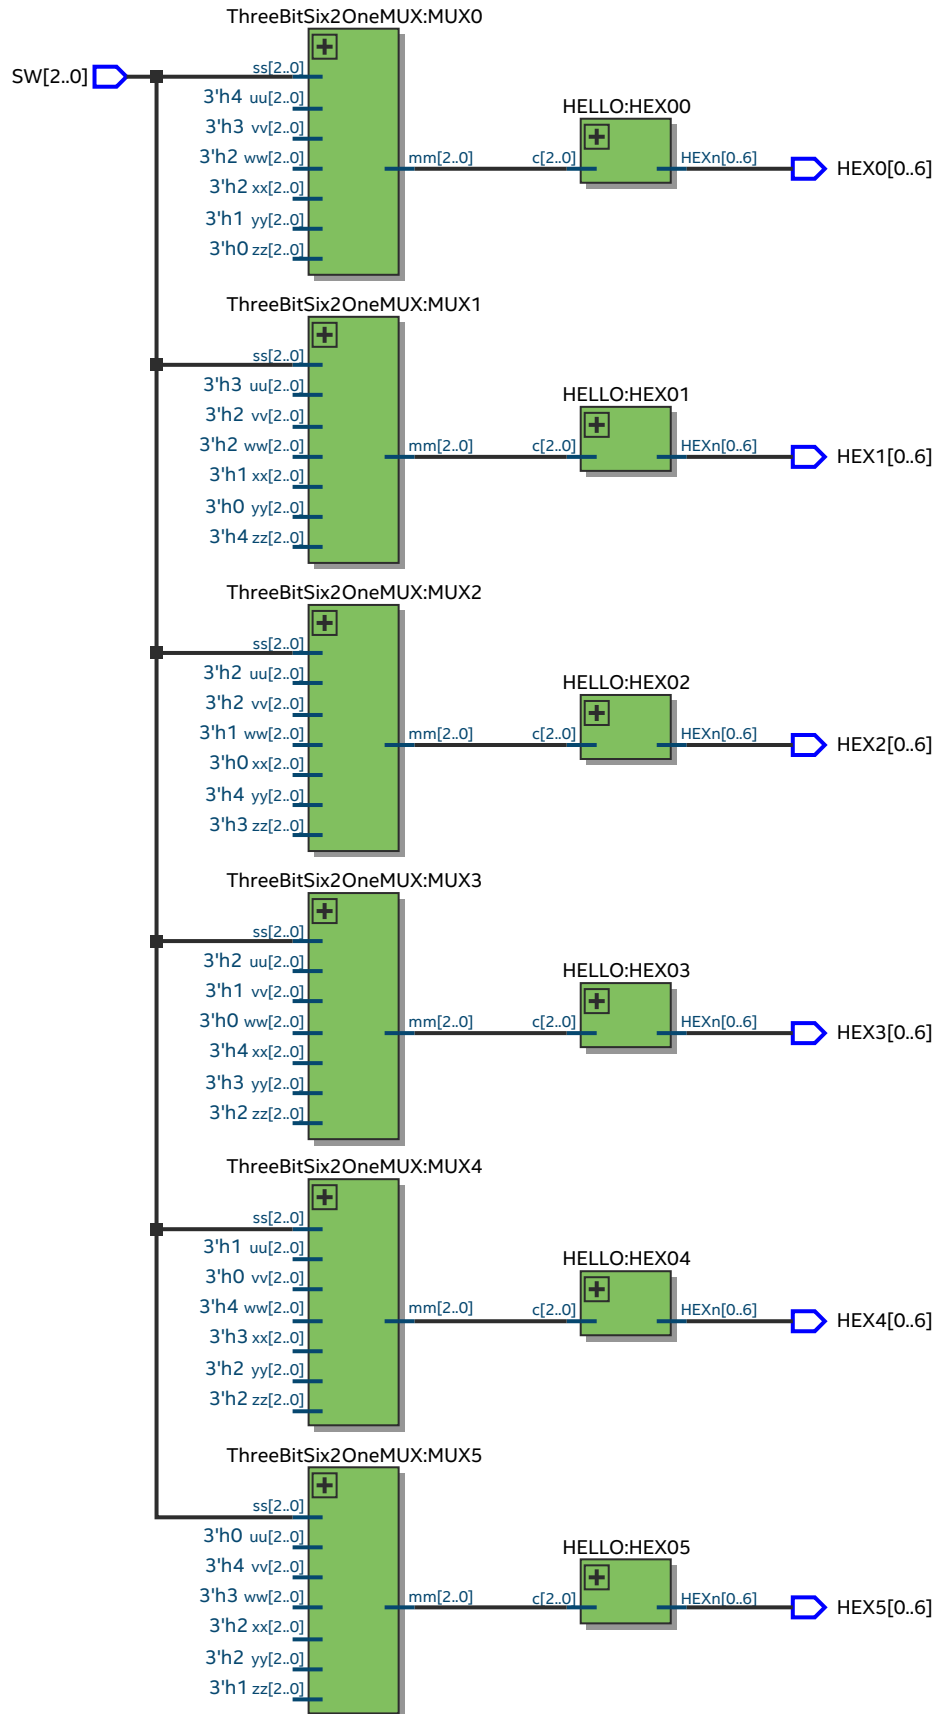 ThreeBitSix2OneMUX:MUX0
SW[2..0]
ss[2..0]
3'h4 uu[2..0]
3'h3 vv[2..0]
3'h2 ww[2..0]
3'h2 xx[2..0]
3'h1 yy[2..0]
3'h0 zz[2..0]
mm[2..0]
HELLO:HEX00
c[2..0]
HEXn[0..6]
HEX0[0..6]
ThreeBitSix2OneMUX:MUX1
ss[2..0]
3'h3 uu[2..0]
3'h2 vv[2..0]
3'h2 ww[2..0]
3'h1 xx[2..0]
3'h0 yy[2..0]
3'h4 zz[2..0]
mm[2..0]
HELLO:HEX01
c[2..0]
HEXn[0..6]
HEX1[0..6]
ThreeBitSix2OneMUX:MUX2
ss[2..0]
3'h2 uu[2..0]
3'h2 vv[2..0]
3'h1 ww[2..0]
3'h0 xx[2..0]
3'h4 yy[2..0]
3'h3 zz[2..0]
mm[2..0]
HELLO:HEX02
c[2..0]
HEXn[0..6]
HEX2[0..6]
ThreeBitSix2OneMUX:MUX3
ss[2..0]
3'h2 uu[2..0]
3'h1 vv[2..0]
3'h0 ww[2..0]
3'h4 xx[2..0]
3'h3 yy[2..0]
3'h2 zz[2..0]
mm[2..0]
HELLO:HEX03
c[2..0]
HEXn[0..6]
HEX3[0..6]
ThreeBitSix2OneMUX:MUX4
ss[2..0]
3'h1 uu[2..0]
3'h0 vv[2..0]
3'h4 ww[2..0]
3'h3 xx[2..0]
3'h2 yy[2..0]
3'h2 zz[2..0]
mm[2..0]
HELLO:HEX04
c[2..0]
HEXn[0..6]
HEX4[0..6]
ThreeBitSix2OneMUX:MUX5
ss[2..0]
3'h0 uu[2..0]
3'h4 vv[2..0]
3'h3 ww[2..0]
3'h2 xx[2..0]
3'h2 yy[2..0]
3'h1 zz[2..0]
mm[2..0]
HELLO:HEX05
c[2..0]
HEXn[0..6]
HEX5[0..6]